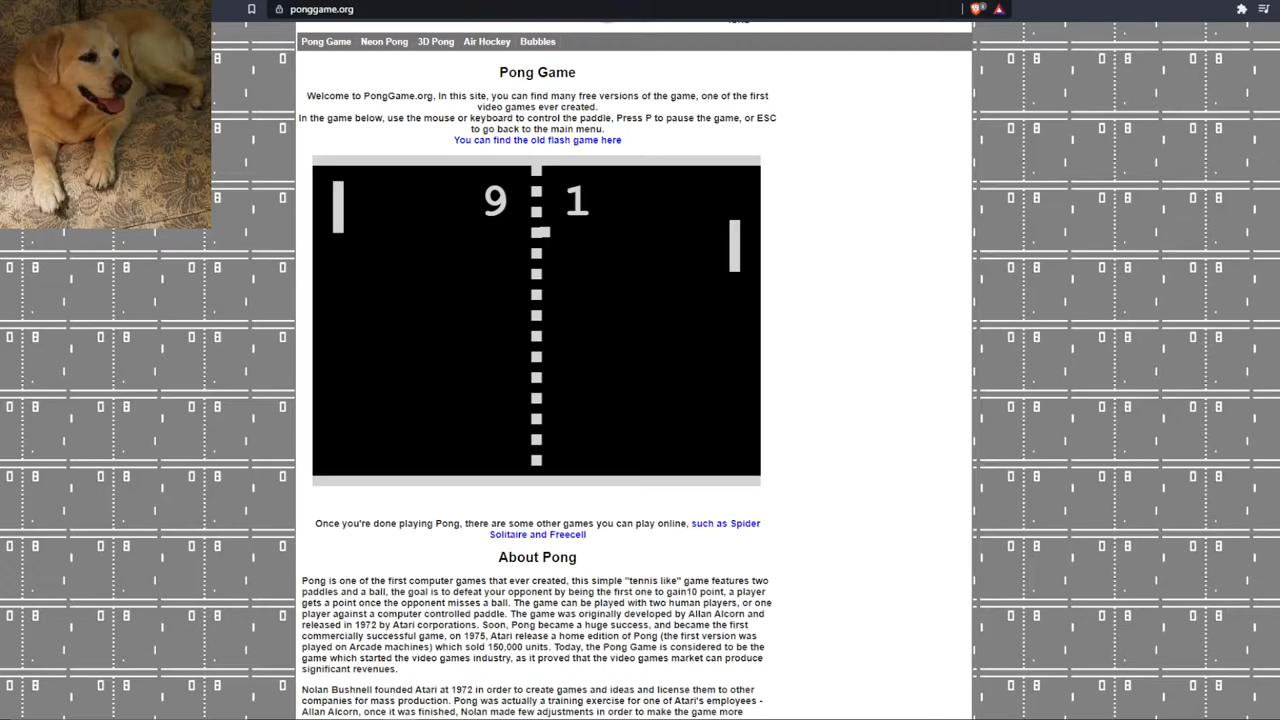 ponggame.org
Pong Game Neon Pong 3D Pong Air Hockey Bubbles
Pong Game
Welcome to PongGame.org, In this site, you can find many free versions of the game, one of the first
video games ever created.
In the game below, use the mouse or keyboard to control the paddle, Press P to pause the game, or ESC
to go back to the main menu.
You can find the old flash game here
9 1
Once you're done playing Pong, there are some other games you can play online, such as Spider
Solitaire and Freecell
About Pong
Pong is one of the first computer games that ever created, this simple "tennis like" game features two
paddles and a ball, the goal is to defeat your opponent by being the first one to gain10 point, a player
gets a point once the opponent misses a ball. The game can be played with two human players, or one
player against a computer controlled paddle. The game was originally developed by Allan Alcorn and
released in 1972 by Atari corporations. Soon, Pong became a huge success, and became the first
commercially successful game, on 1975, Atari release a home edition of Pong (the first version was
played on Arcade machines) which sold 150,000 units. Today, the Pong Game is considered to be the
game which started the video games industry, as it proved that the video games market can produce
significant revenues.
Nolan Bushnell founded Atari at 1972 in order to create games and ideas and license them to other
companies for mass production. Pong was actually a training exercise for one of Atari's employees -
Allan Alcorn, once it was finished, Nolan made few adjustments in order to make the game more